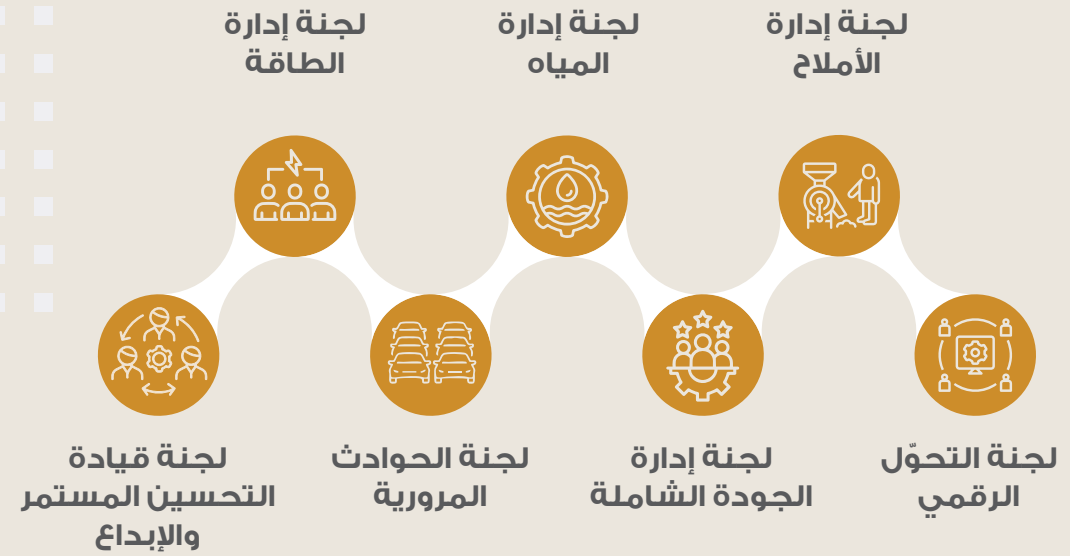 لجنة إدارة
الأملاح
لجنة إدارة
المياه
لجنة إدارة
الطاقة
لجنة التحوّل
الرقمي
لجنة إدارة
الجودة الشاملة
لجنة الحوادث
المرورية
لجنة قيادة
التحسين المستمر
والإبداع